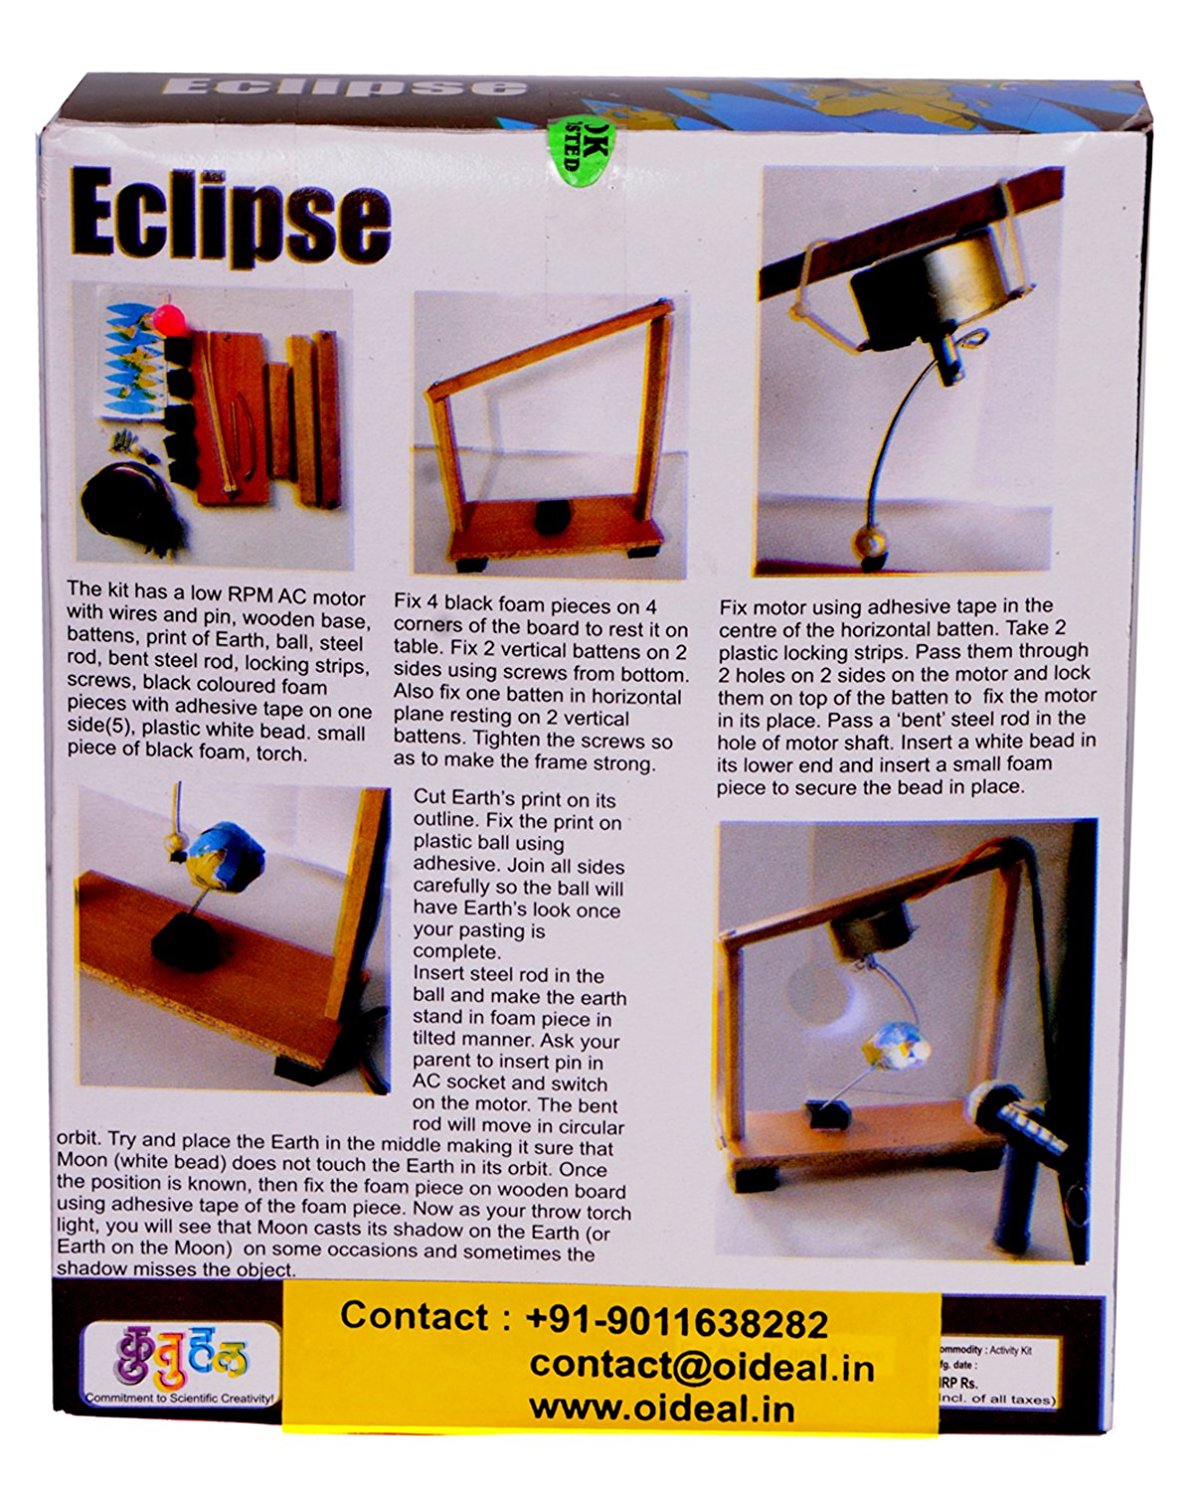 Eclipse
OK
Eclipse
The kit has a low RPM AC motor
with wires and pin, wooden base,
battens, print of Earth, ball, steel
rod, bent steel rod, locking strips,
screws, black coloured foam
pieces with adhesive tape on one
side(5), plastic white bead. small
piece of black foam, torch.
Fix 4 black foam pieces on 4
corners of the board to rest it on
table. Fix 2 vertical battens on 2
sides using screws from bottom.
Also fix one batten in horizontal
plane resting on 2 vertical
battens. Tighten the screws so
as to make the frame strong.
Fix motor using adhesive tape in the
centre of the horizontal batten. Take 2
plastic locking strips. Pass them through
2 holes on 2 sides on the motor and lock
them on top of the batten to fix the motor
in its place. Pass a ‘bent’ steel rod in the
hole of motor shaft. Insert a white bead in
its lower end and insert a small foam
piece to secure the bead in place.
Cut Earth's print on its
outline. Fix the print on
plastic ball using
adhesive. Join all sides
carefully so the ball will
have Earth's look once
your pasting is
complete.
Insert steel rod in the
ball and make the earth
stand in foam piece in
tilted manner. Ask your
parent to insert pin in
AC socket and switch
on the motor. The bent
rod will move in circular
orbit. Try and place the Earth in the middle making it sure that
Moon (white bead) does not touch the Earth in its orbit. Once
the position is known, then fix the foam piece on wooden board
using adhesive tape of the foam piece. Now as your throw torch
light, you will see that Moon casts its shadow on the Earth (or
Earth on the Moon) on some occasions and sometimes the
shadow misses the object.
कुतुहल
Commitment to Scientific Creativity!
Contact : +91-9011638282
contact@oideal.in
www.oideal.in
: Activity Kit
date :
Rs.
of all taxes)